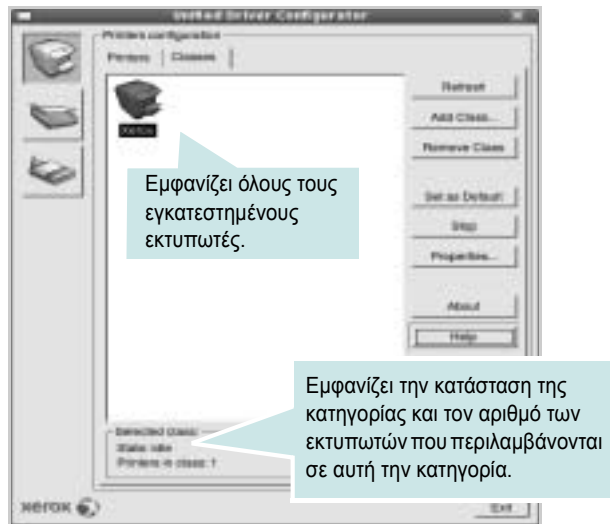 Unified Driver Configurator
Printers configuration
Printers
Classes
Xerox
Refresh
Add Class...
Remove Class
Set as Default
Stop
Properties...
About
Help
Εμφανίζει όλους τους
εγκατεστημένους
εκτυπωτές.
Εμφανίζει την κατάσταση της
κατηγορίας και τον αριθμό των
εκτυπωτών που περιλαμβάνονται
σε αυτή την κατηγορία.
Selected class:
State: idle
Printers in class: 1
xerox
Exit